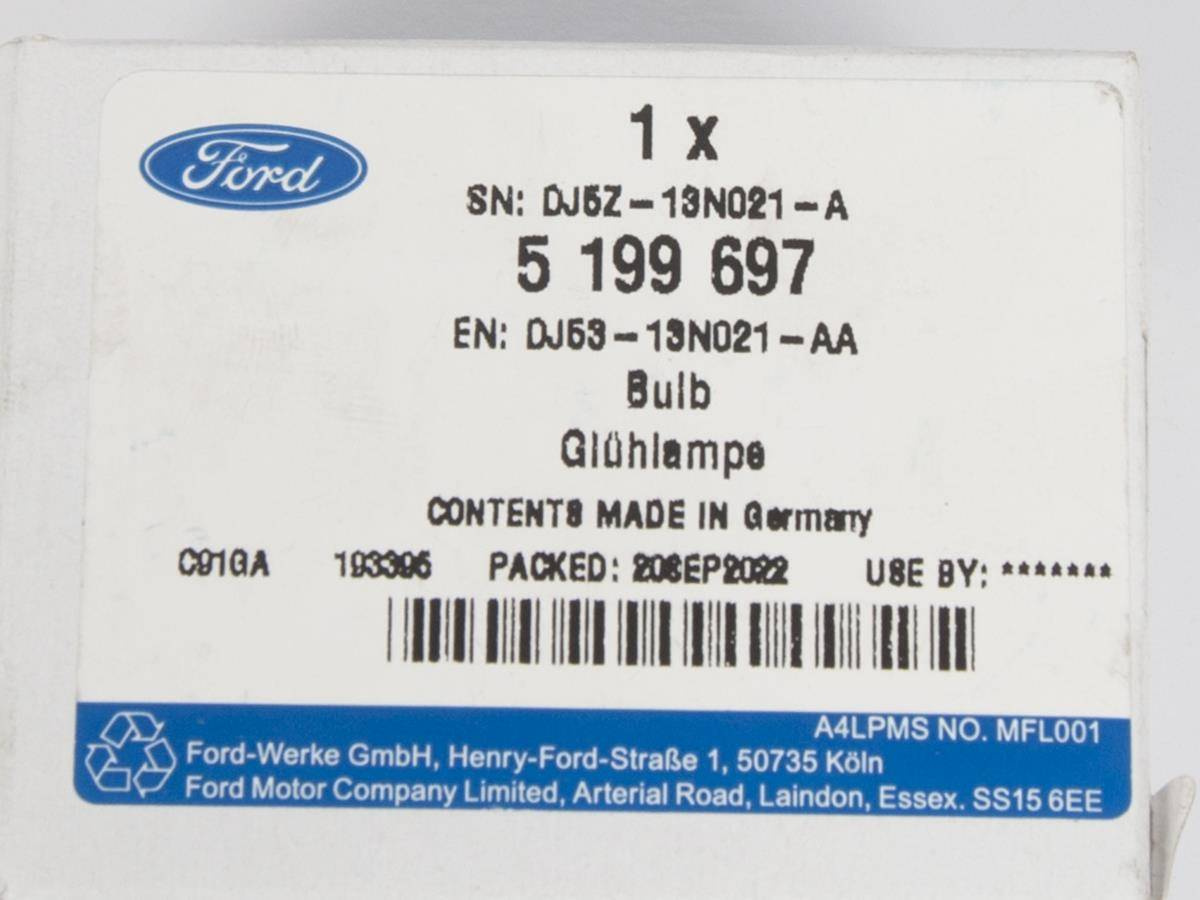 Ford
1 x
SN: DJ5Z-13N021-A
5 199 697
EN: DJ53-13N021-AA
Bulb
Glühlampe
CONTENTS MADE IN Germany
C91GA 193395 PACKED: 20SEP2022 USE BY: *******
A4LPMS NO. MFL001
Ford-Werke GmbH, Henry-Ford-Straße 1, 50735 Köln
Ford Motor Company Limited, Arterial Road, Laindon, Essex. SS15 6EE